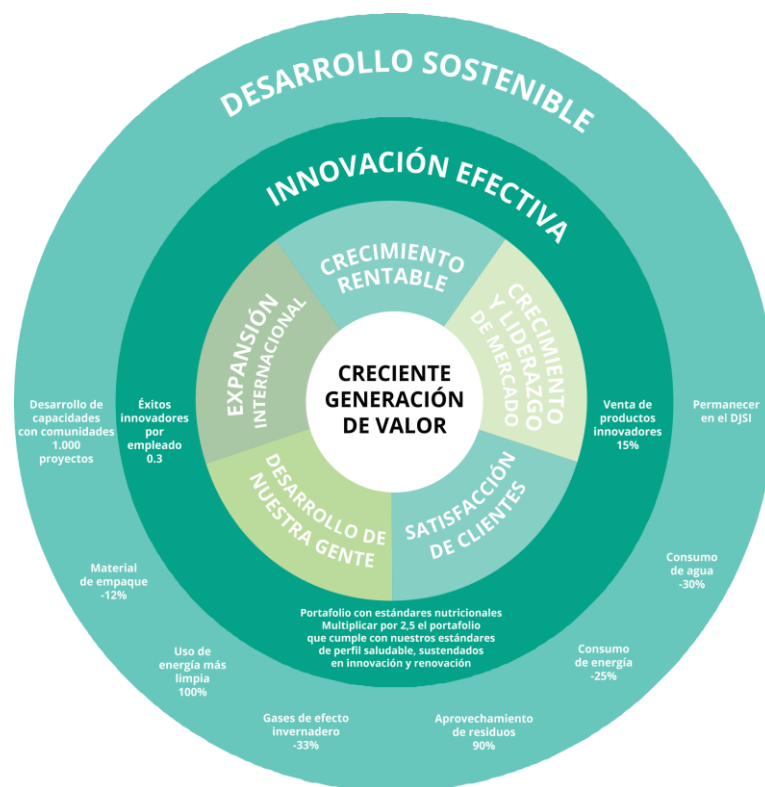 DESARROLLO SOSTENIBLE
INNOVACIÓN EFECTIVA
CRECIMIENTO
RENTABLE
CRECIMIENTO
Y LIDERAZGO
DE MERCADO
SATISFACCIÓN
DE CLIENTES
DESARROLLO DE
NUESTRA GENTE
EXPANSIÓN
INTERNACIONAL
CRECIENTE
GENERACIÓN
DE VALOR
Desarrollo de
capacidades
con comunidades
1.000
proyectos
Éxitos
innovadores
por
empleado
0.3
Venta de
productos
innovadores
15%
Permanecer
en el DJSI
Material
de empaque
-12%
Consumo
de agua
-30%
Portafolio con estándares nutricionales
Multiplicar por 2,5 el portafolio
que cumple con nuestros estándares
de perfil saludable, sustendados
en innovación y renovación
Uso de
energía más
limpia
100%
Consumo
de energía
-25%
Gases de efecto
invernadero
-33%
Aprovechamiento
de residuos
90%